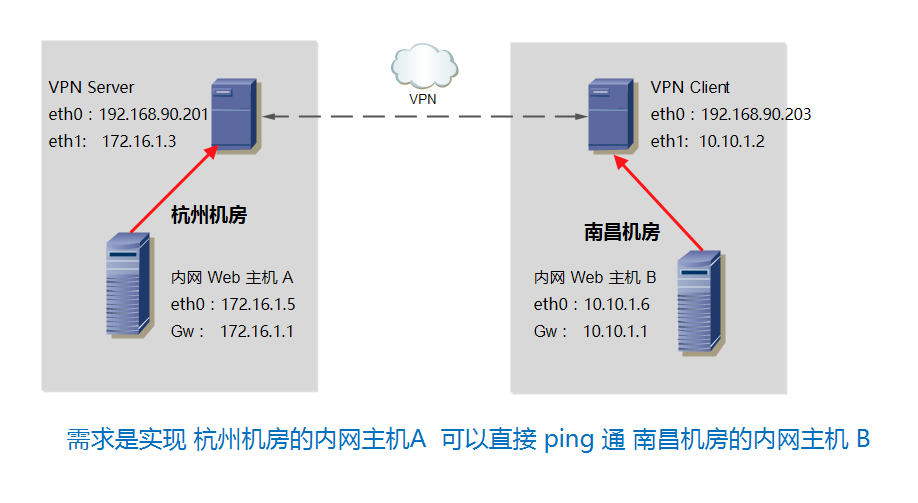 VPN Server
eth0：192.168.90.201
eth1: 172.16.1.3
VPN
VPN Client
eth0：192.168.90.203
eth1: 10.10.1.2
杭州机房
内网 Web 主机 A
eth0：172.16.1.5
Gw： 172.16.1.1
南昌机房
内网 Web 主机 B
eth0：10.10.1.6
Gw： 10.10.1.1
需求是实现 杭州机房的内网主机A 可以直接 ping 通 南昌机房的内网主机 B